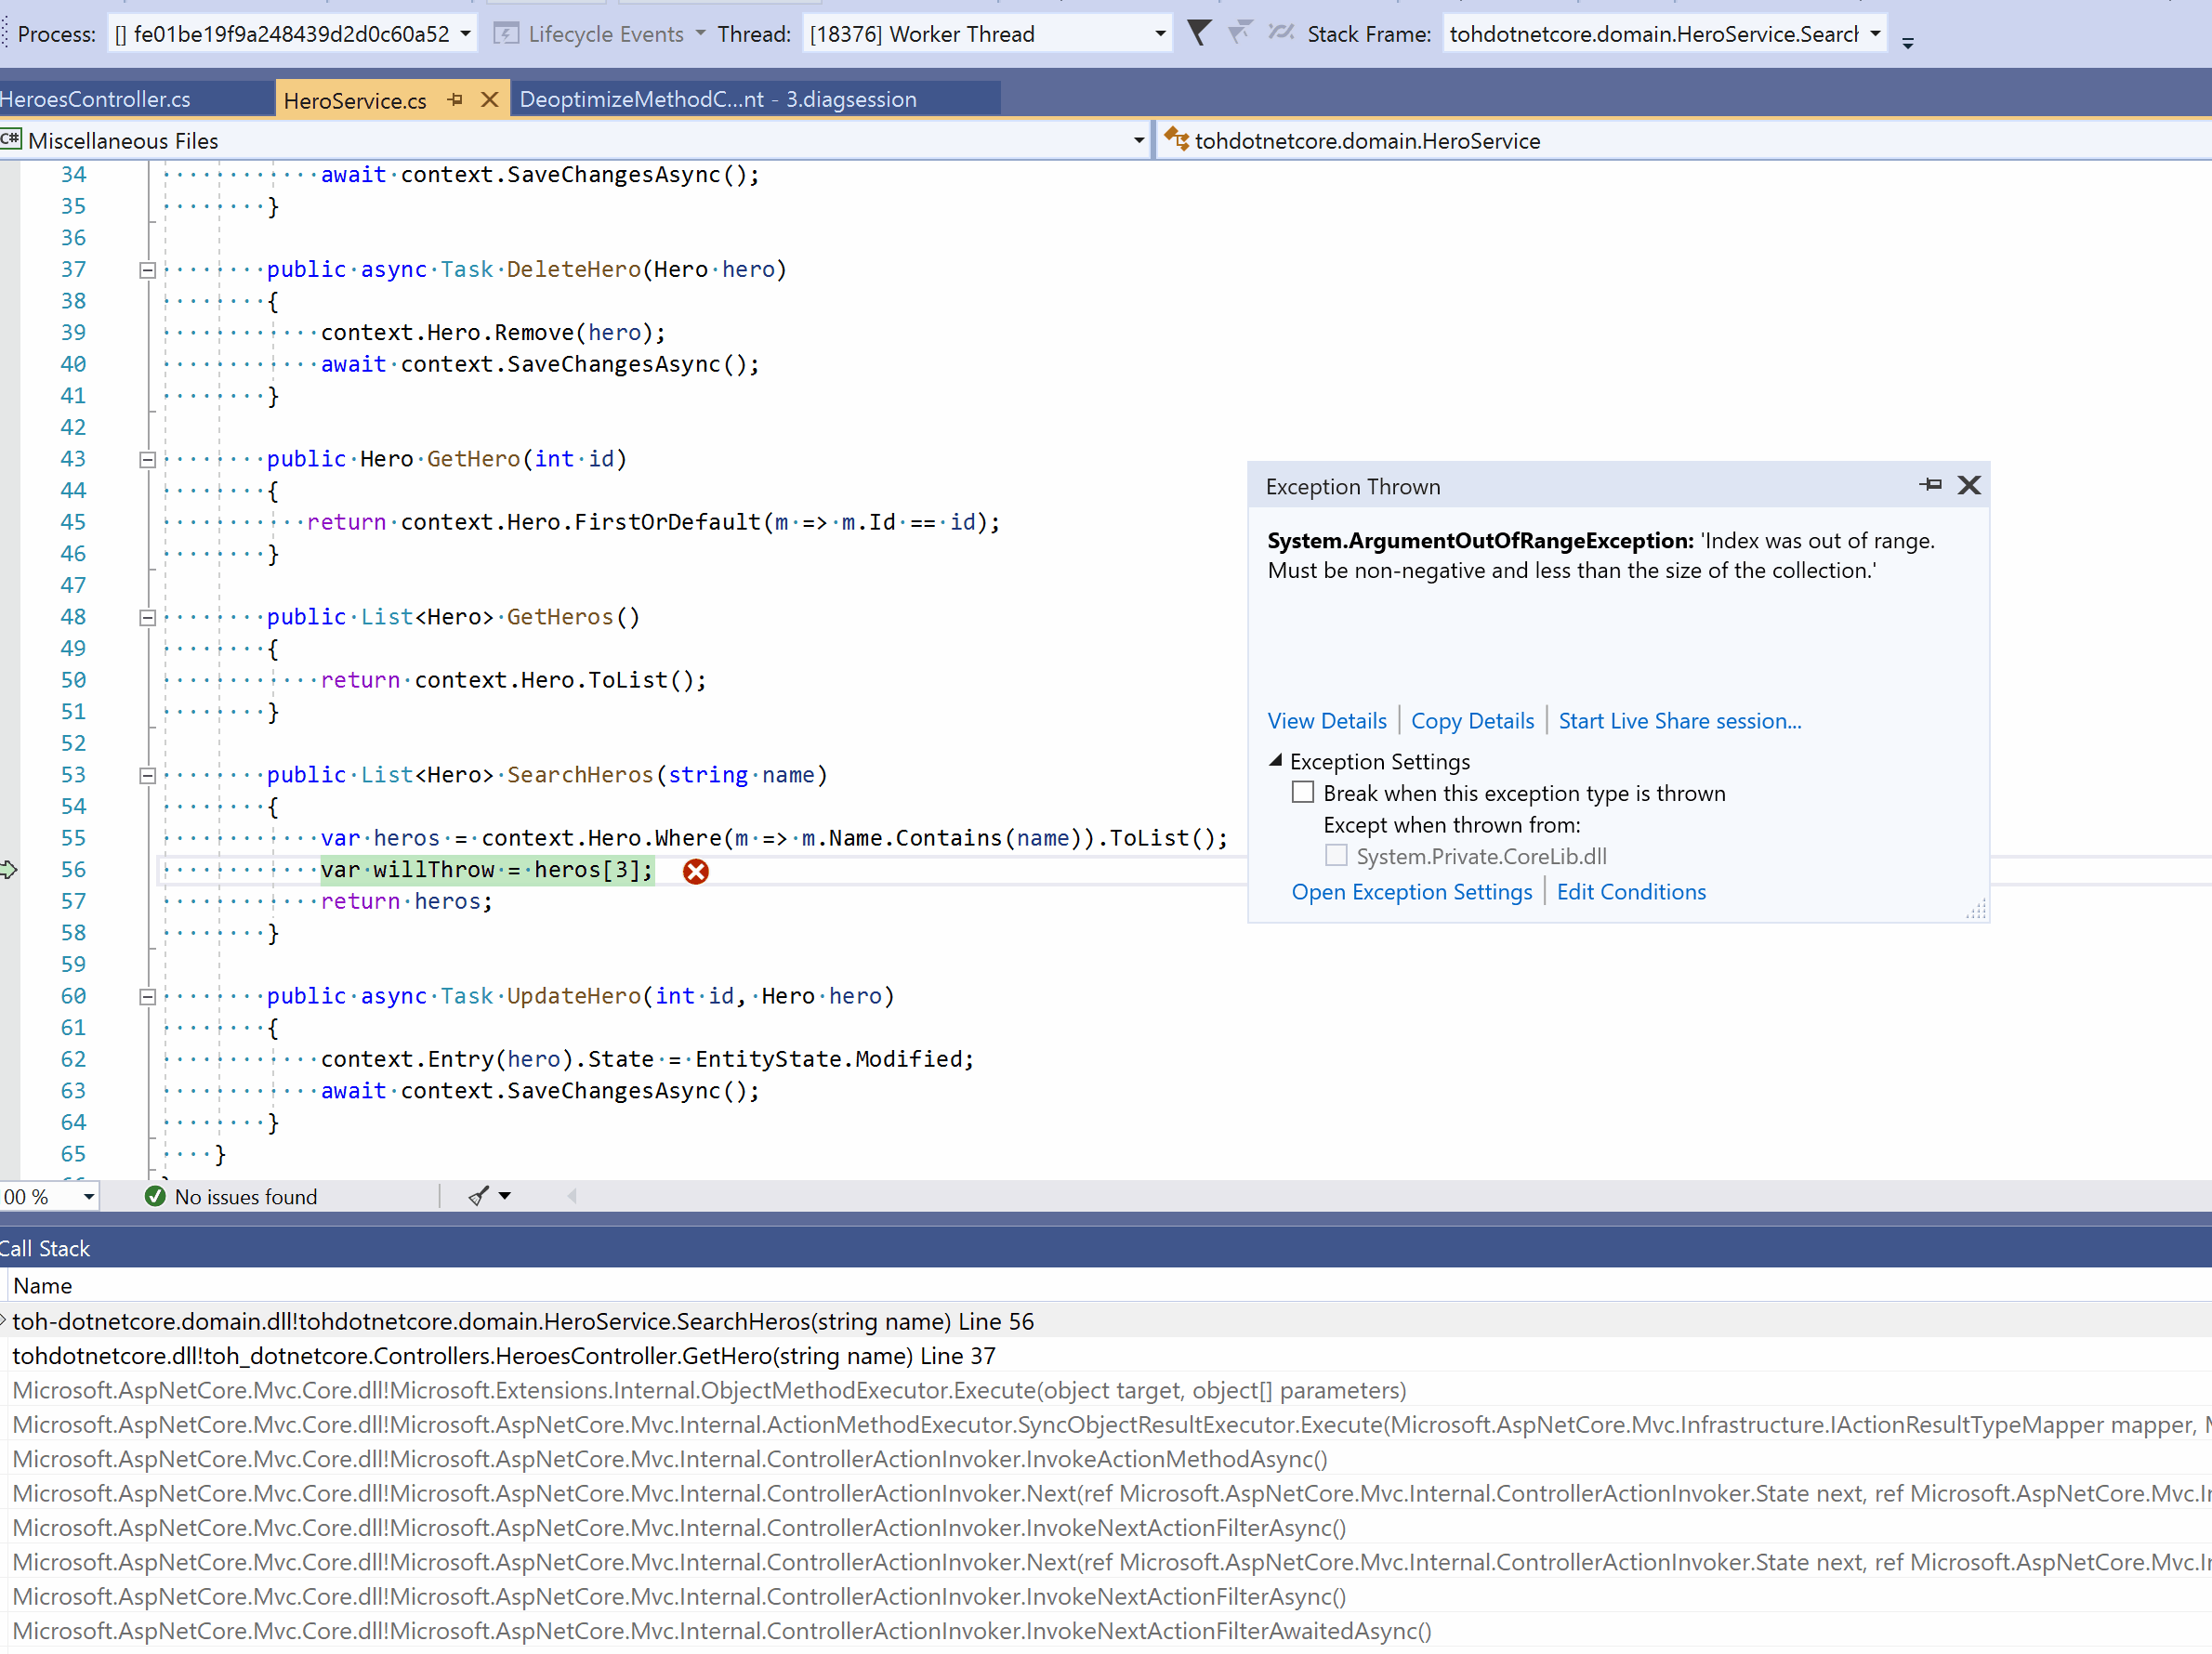 Process: [] fe01be19f9a248439d2d0c60a52 Lifecycle Events Thread: [18376] Worker Thread Stack Frame: tohdotnetcore.domain.HeroService.Search
HeroesController.cs HeroService.cs DeoptimizeMethodC...nt - 3.diagsession
C# Miscellaneous Files tohdotnetcore.domain.HeroService
34 await context.SaveChangesAsync();
35 }
36
37 public async Task DeleteHero(Hero hero)
38 {
39 context.Hero.Remove(hero);
40 await context.SaveChangesAsync();
41 }
42
43 public Hero GetHero(int id)
44 {
45 return context.Hero.FirstOrDefault(m => m.Id == id);
46 }
47
48 public List<Hero> GetHeros()
49 {
50 return context.Hero.ToList();
51 }
52
53 public List<Hero> SearchHeros(string name)
54 {
55 var heros = context.Hero.Where(m => m.Name.Contains(name)).ToList();
56 var willThrow = heros[3];
57 return heros;
58 }
59
60 public async Task UpdateHero(int id, Hero hero)
61 {
62 context.Entry(hero).State = EntityState.Modified;
63 await context.SaveChangesAsync();
64 }
65 }
Exception Thrown
System.ArgumentOutOfRangeException: 'Index was out of range.
Must be non-negative and less than the size of the collection.'
View Details | Copy Details | Start Live Share session...
Exception Settings
Break when this exception type is thrown
Except when thrown from:
System.Private.CoreLib.dll
Open Exception Settings | Edit Conditions
00 % No issues found
Call Stack
Name
toh-dotnetcore.domain.dll!tohdotnetcore.domain.HeroService.SearchHeros(string name) Line 56
tohdotnetcore.dll!toh_dotnetcore.Controllers.HeroesController.GetHero(string name) Line 37
Microsoft.AspNetCore.Mvc.Core.dll!Microsoft.Extensions.Internal.ObjectMethodExecutor.Execute(object target, object[] parameters)
Microsoft.AspNetCore.Mvc.Core.dll!Microsoft.AspNetCore.Mvc.Internal.ActionMethodExecutor.SyncObjectResultExecutor.Execute(Microsoft.AspNetCore.Mvc.Infrastructure.IActionResultTypeMapper mapper,
Microsoft.AspNetCore.Mvc.Core.dll!Microsoft.AspNetCore.Mvc.Internal.ControllerActionInvoker.InvokeActionMethodAsync()
Microsoft.AspNetCore.Mvc.Core.dll!Microsoft.AspNetCore.Mvc.Internal.ControllerActionInvoker.Next(ref Microsoft.AspNetCore.Mvc.Internal.ControllerActionInvoker.State next, ref Microsoft.AspNetCore.Mvc.In
Microsoft.AspNetCore.Mvc.Core.dll!Microsoft.AspNetCore.Mvc.Internal.ControllerActionInvoker.InvokeNextActionFilterAsync()
Microsoft.AspNetCore.Mvc.Core.dll!Microsoft.AspNetCore.Mvc.Internal.ControllerActionInvoker.Next(ref Microsoft.AspNetCore.Mvc.Internal.ControllerActionInvoker.State next, ref Microsoft.AspNetCore.Mvc.In
Microsoft.AspNetCore.Mvc.Core.dll!Microsoft.AspNetCore.Mvc.Internal.ControllerActionInvoker.InvokeNextActionFilterAsync()
Microsoft.AspNetCore.Mvc.Core.dll!Microsoft.AspNetCore.Mvc.Internal.ControllerActionInvoker.InvokeNextActionFilterAwaitedAsync()